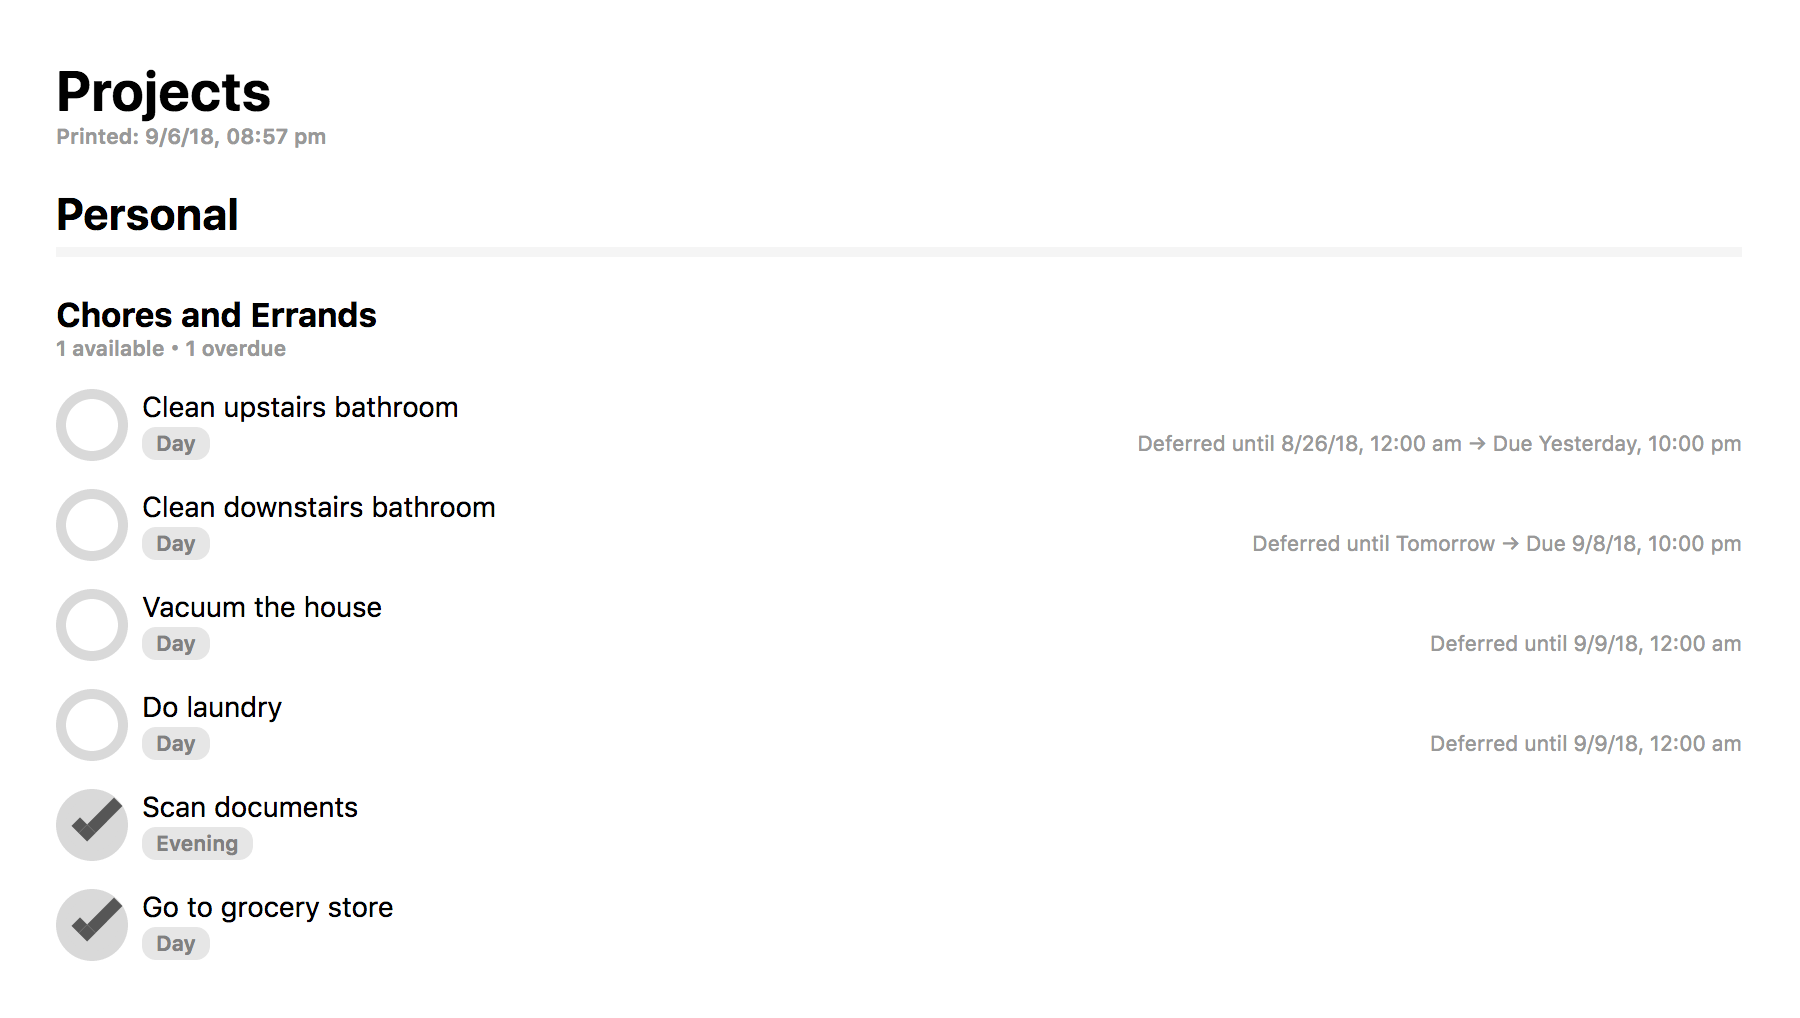 Projects
Printed: 9/6/18, 08:57 pm
Personal
Chores and Errands
1 available • 1 overdue
Clean upstairs bathroom
Day
Deferred until 8/26/18, 12:00 am → Due Yesterday, 10:00 pm
Clean downstairs bathroom
Day
Deferred until Tomorrow → Due 9/8/18, 10:00 pm
Vacuum the house
Day
Deferred until 9/9/18, 12:00 am
Do laundry
Day
Deferred until 9/9/18, 12:00 am
Scan documents
Evening
Go to grocery store
Day